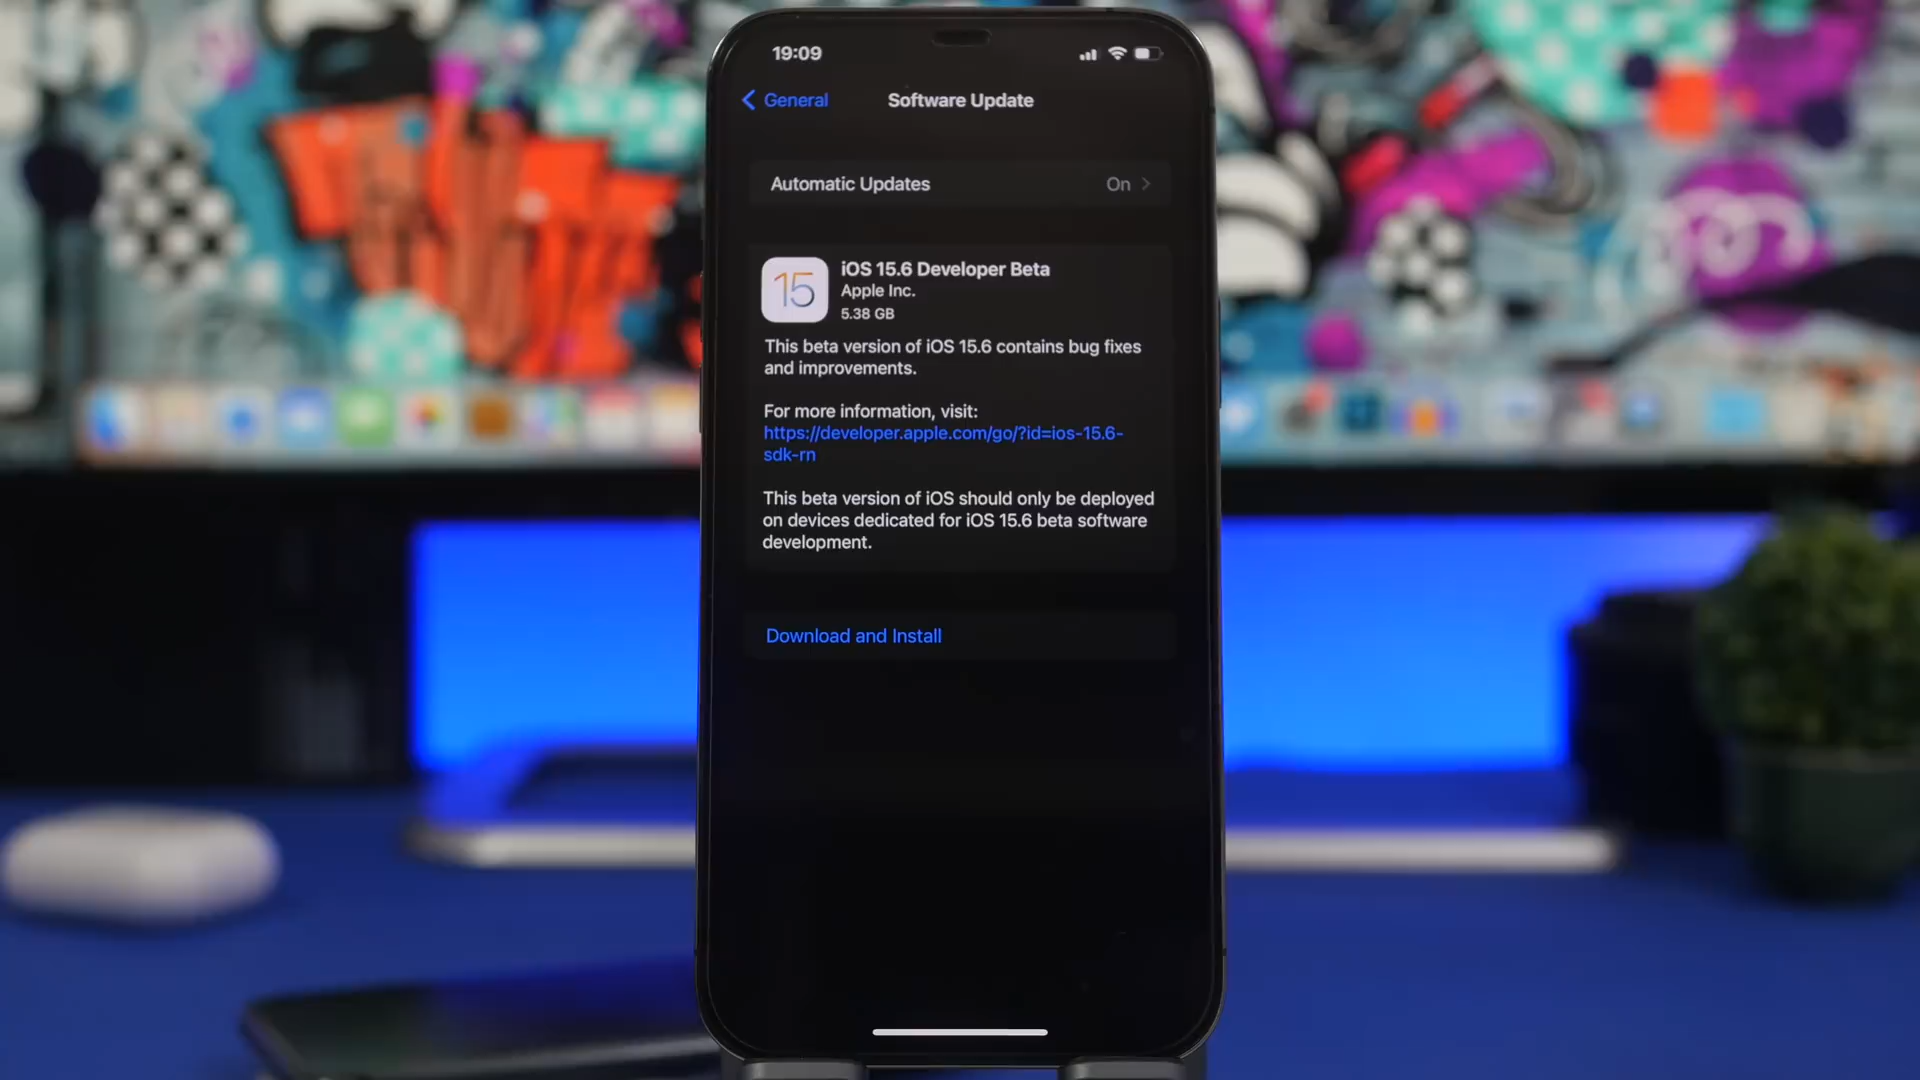 19:09
General
Software Update
Automatic Updates On
15
iOS 15.6 Developer Beta
Apple Inc.
5.38 GB
This beta version of iOS 15.6 contains bug fixes
and improvements.
For more information, visit:
https://developer.apple.com/go/?id=ios-15.6-
sdk-rn
This beta version of iOS should only be deployed
on devices dedicated for iOS 15.6 beta software
development.
Download and Install